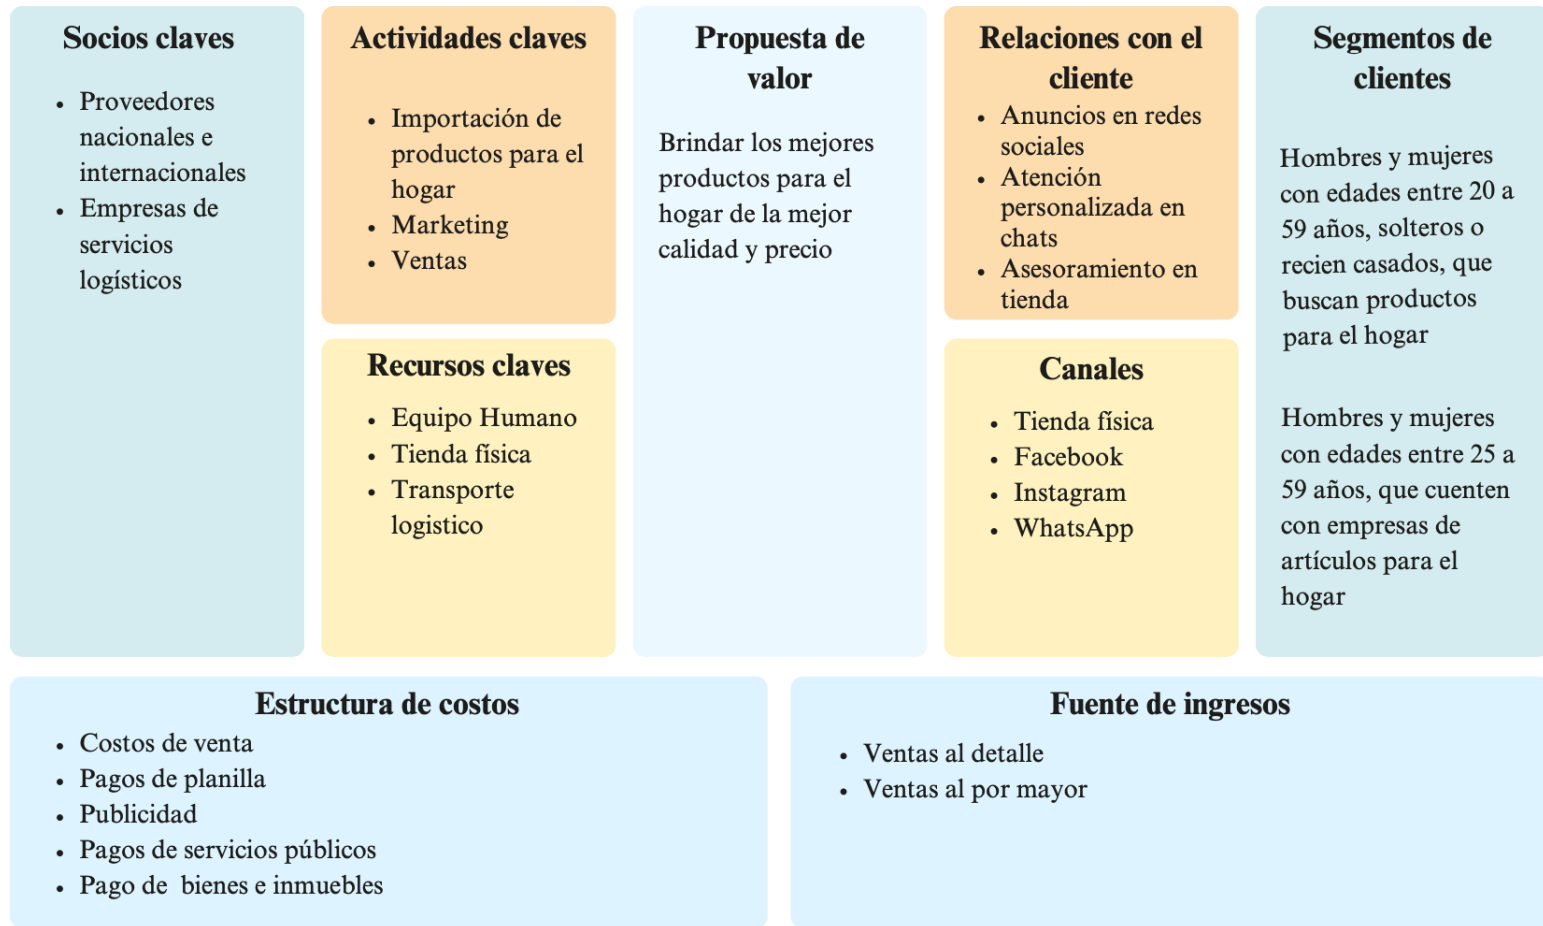 Socios claves
• Proveedores
nacionales e
internacionales
• Empresas de
servicios
logísticos
Actividades claves
• Importación de
productos para el
hogar
• Marketing
• Ventas
Recursos claves
• Equipo Humano
• Tienda física
• Transporte
logistico
Propuesta de
valor
Brindar los mejores
productos para el
hogar de la mejor
calidad y precio
Relaciones con el
cliente
• Anuncios en redes
sociales
• Atención
personalizada en
chats
• Asesoramiento en
tienda
Canales
• Tienda física
• Facebook
• Instagram
• WhatsApp
Segmentos de
clientes
Hombres y mujeres
con edades entre 20 a
59 años, solteros o
recien casados, que
buscan productos
para el hogar
Hombres y mujeres
con edades entre 25 a
59 años, que cuenten
con empresas de
artículos para el
hogar
Estructura de costos
• Costos de venta
• Pagos de planilla
• Publicidad
• Pagos de servicios públicos
• Pago de  bienes e inmuebles
Fuente de ingresos
• Ventas al detalle
• Ventas al por mayor